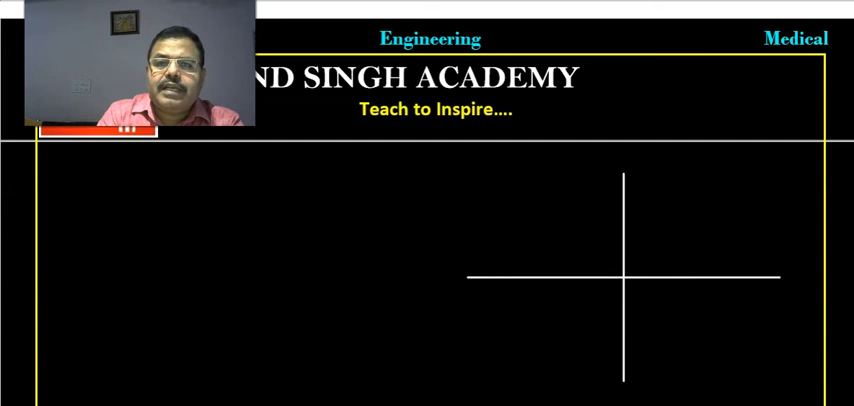 Engineering Medical
ND SINGH ACADEMY
Teach to Inspire....